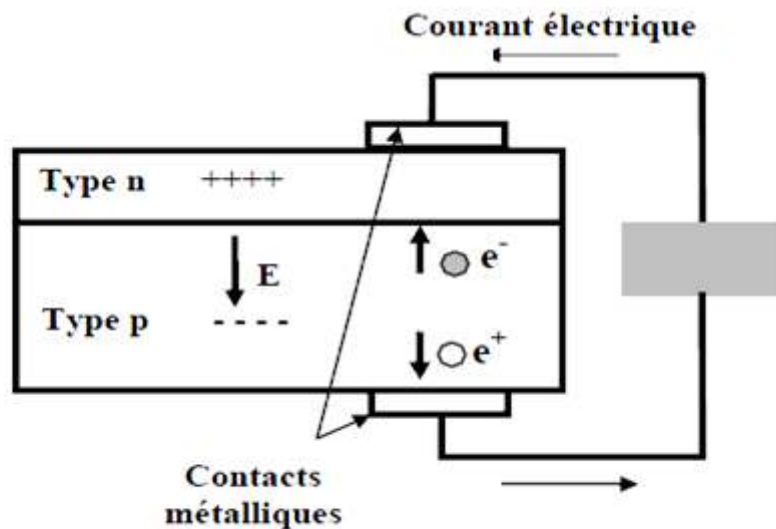 Courant électrique
Type n ++++
e-
E
Type p - - - -
e+
Contacts
métalliques